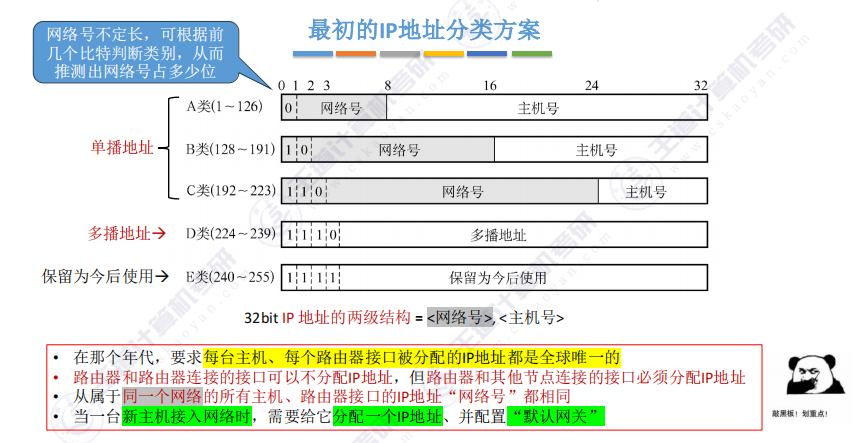 最初的IP地址分类方案
网络号不定长，可根据前
几个比特判断类别，从而
推测出网络号占多少位
0 1 2 3 8 16 24 32
A类(1～126) 0 网络号 主机号
单播地址
B类(128～191) 1 0 网络号 主机号
C类(192～223) 1 1 0 网络号 主机号
多播地址→ D类(224～239) 1 1 1 0 多播地址
保留为今后使用→ E类(240～255) 1 1 1 1 保留为今后使用
32bit IP 地址的两级结构 = <网络号>, <主机号>
• 在那个年代，要求每台主机、每个路由器接口被分配的IP地址都是全球唯一的
• 路由器和路由器连接的接口可以不分配IP地址，但路由器和其他节点连接的接口必须分配IP地址
• 从属于同一个网络的所有主机、路由器接口的IP地址“网络号”都相同
• 当一台新主机接入网络时，需要给它分配一个IP地址、并配置“默认网关”
敲黑板！划重点！
王道计算机考研
www.cskaoyan.com